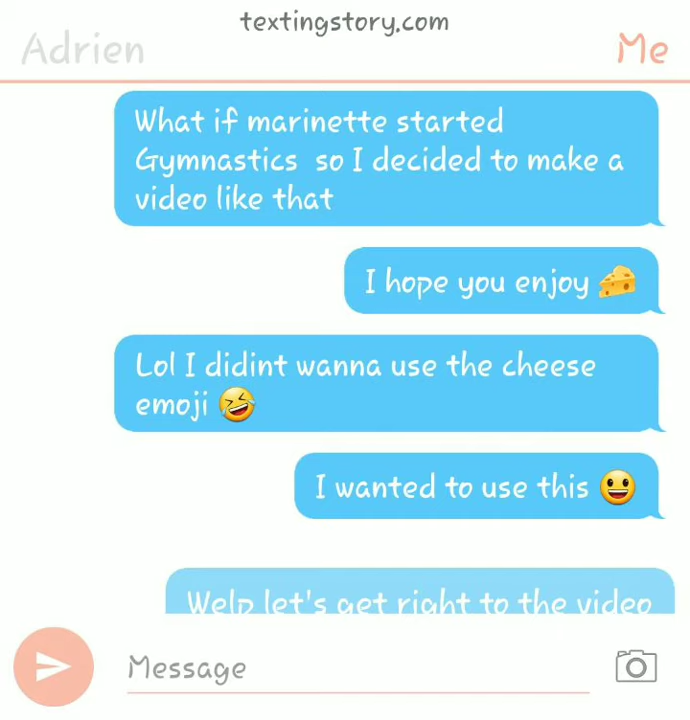 textingstory.com
Adrien
Me
What if marinette started
Gymnastics so I decided to make a
video like that
I hope you enjoy 🧀
Lol I didint wanna use the cheese
emoji 🤣
I wanted to use this 😃
Welp let's get right to the video
Message